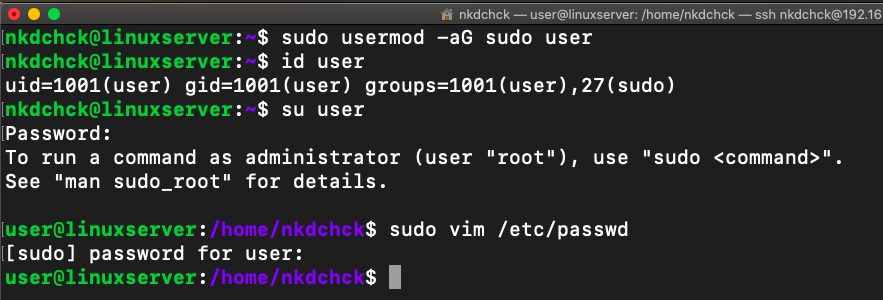 nkdchck — user@linuxserver: /home/nkdchck — ssh nkdchck@192.16
[nkdchck@linuxserver:~$ sudo usermod -aG sudo user
[nkdchck@linuxserver:~$ id user
uid=1001(user) gid=1001(user) groups=1001(user),27(sudo)
[nkdchck@linuxserver:~$ su user
[Password:
To run a command as administrator (user "root"), use "sudo <command>".
See "man sudo_root" for details.
[user@linuxserver:/home/nkdchck$ sudo vim /etc/passwd
[[sudo] password for user:
user@linuxserver:/home/nkdchck$